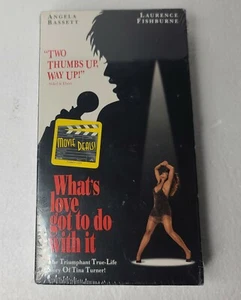 ANGELA
BASSETT
LAURENCE
FISHBURNE
"TWO
THUMBS UP,
WAY UP!"
MOVIE
DEALS!
What's
love
got to do
with it
The Triumphant True-Life
Story Of Tina Turner!